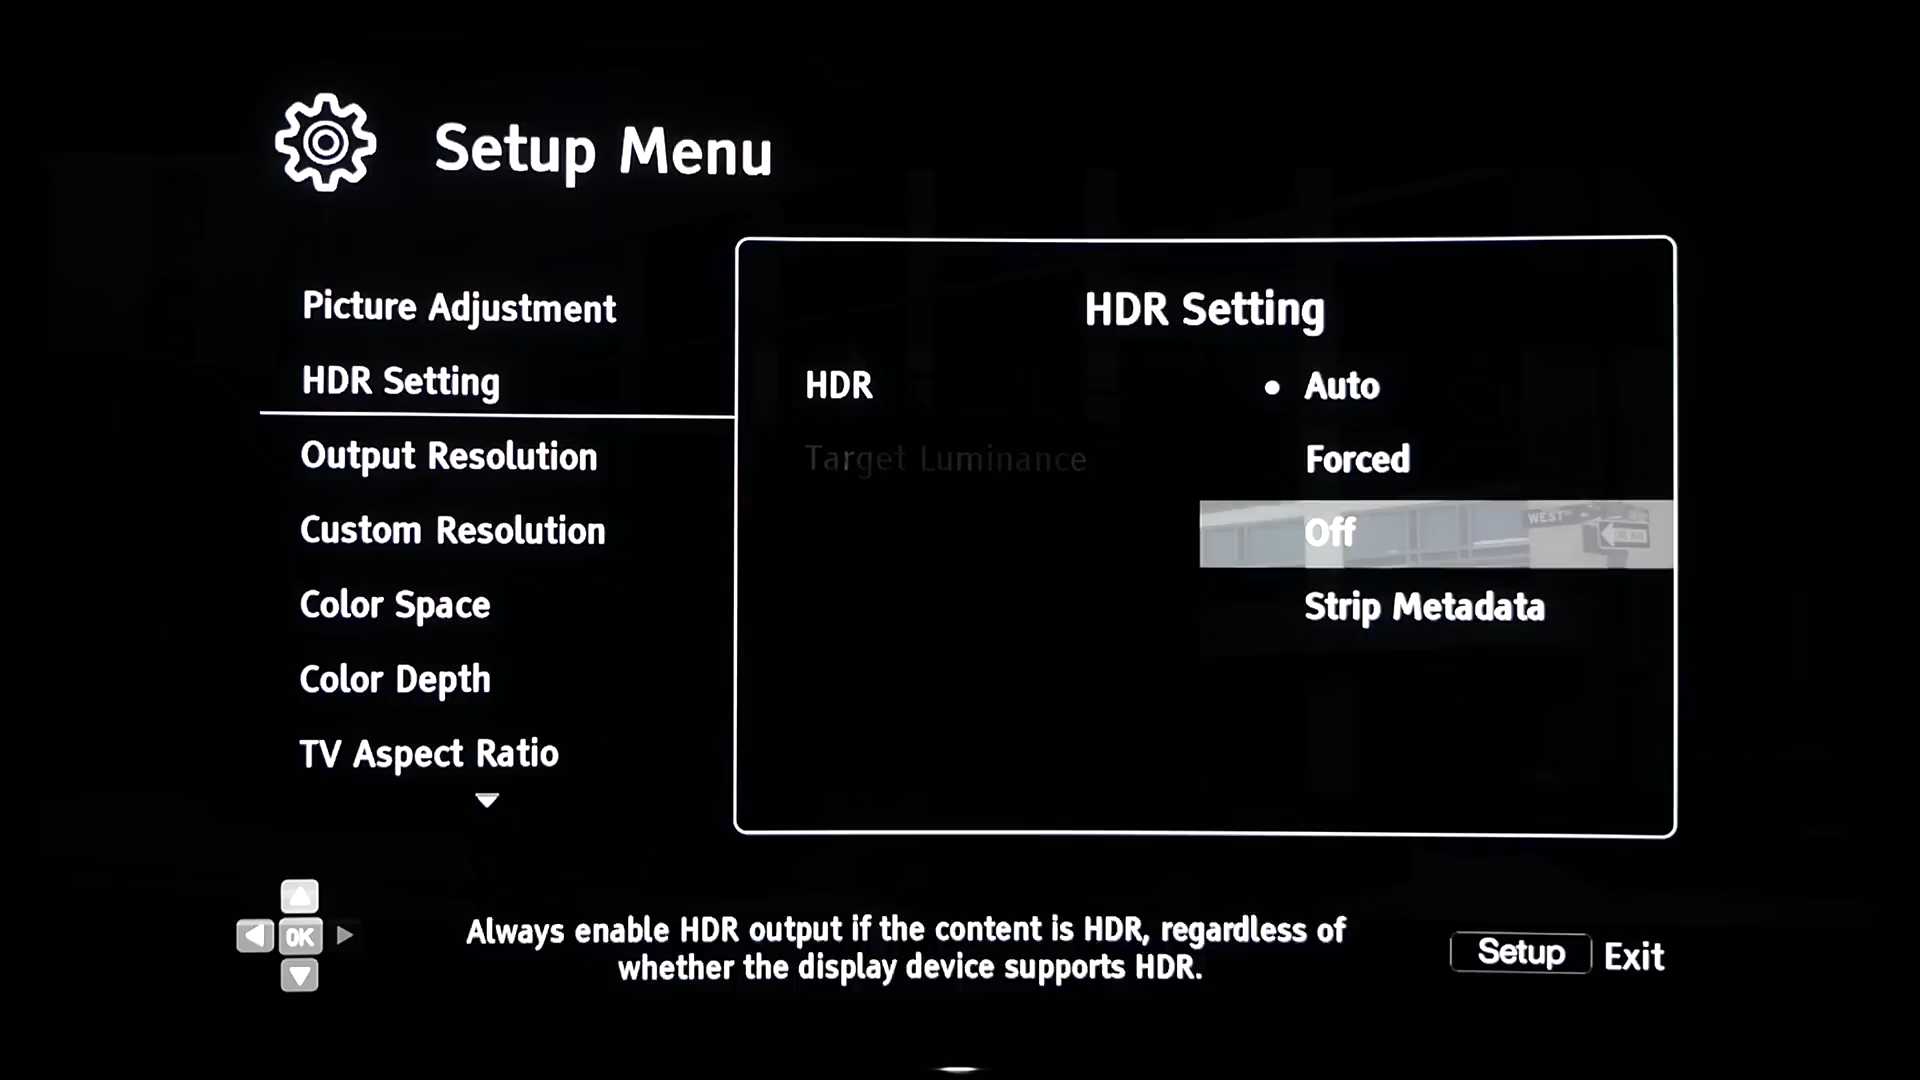 Setup Menu
Picture Adjustment
HDR Setting
Output Resolution
Custom Resolution
Color Space
Color Depth
TV Aspect Ratio
HDR Setting
HDR
Auto
Target Luminance
Forced
Off
WEST
Strip Metadata
OK
Always enable HDR output if the content is HDR, regardless of
whether the display device supports HDR.
Setup Exit